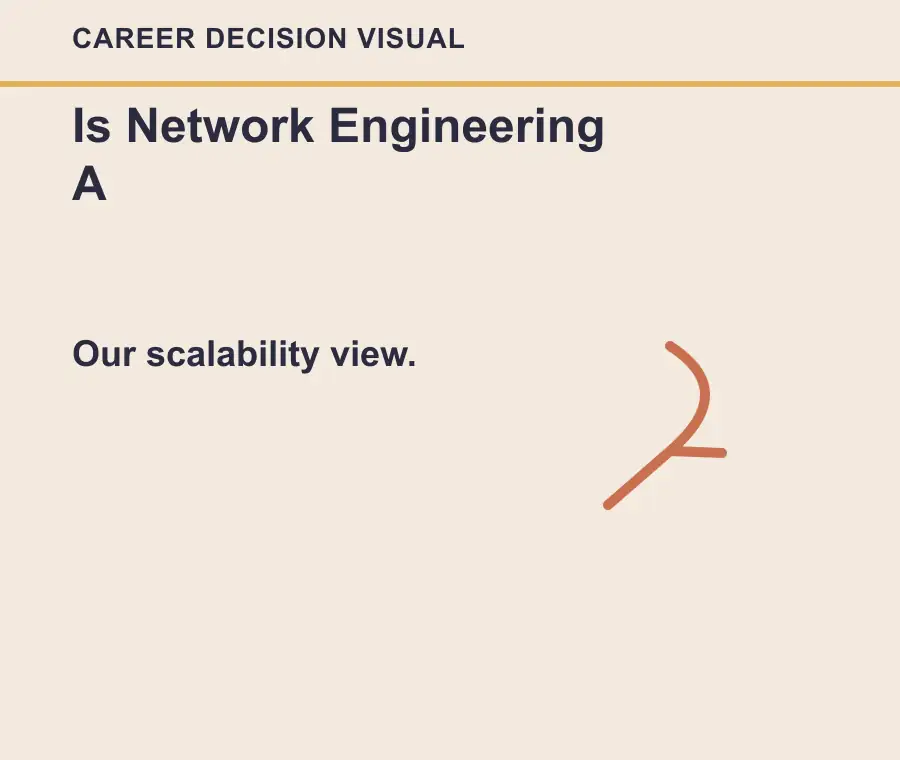 CAREER DECISION VISUAL
Is Network Engineering
A
Our scalability view.